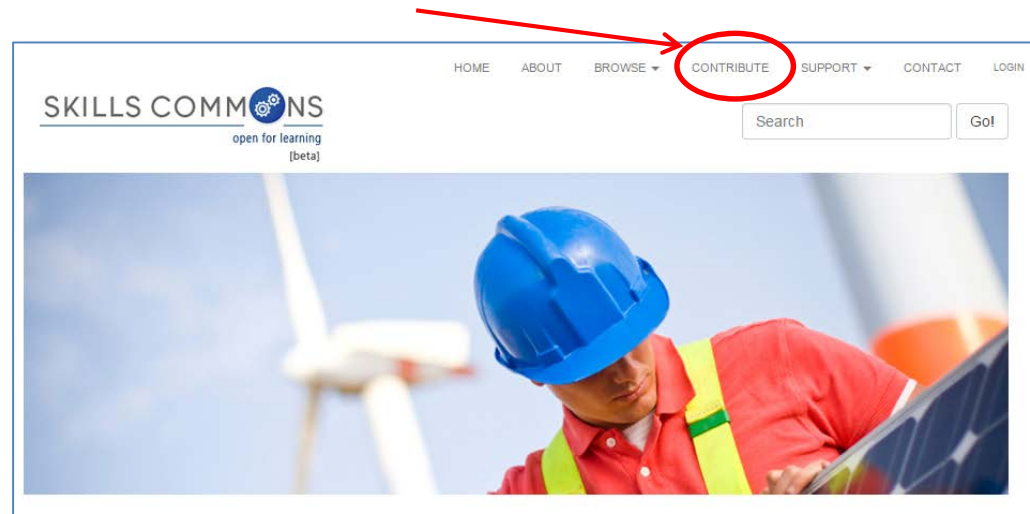 HOME ABOUT BROWSE CONTRIBUTE SUPPORT CONTACT LOGIN
SKILLS COMMONS
open for learning
[beta]
Search Go!